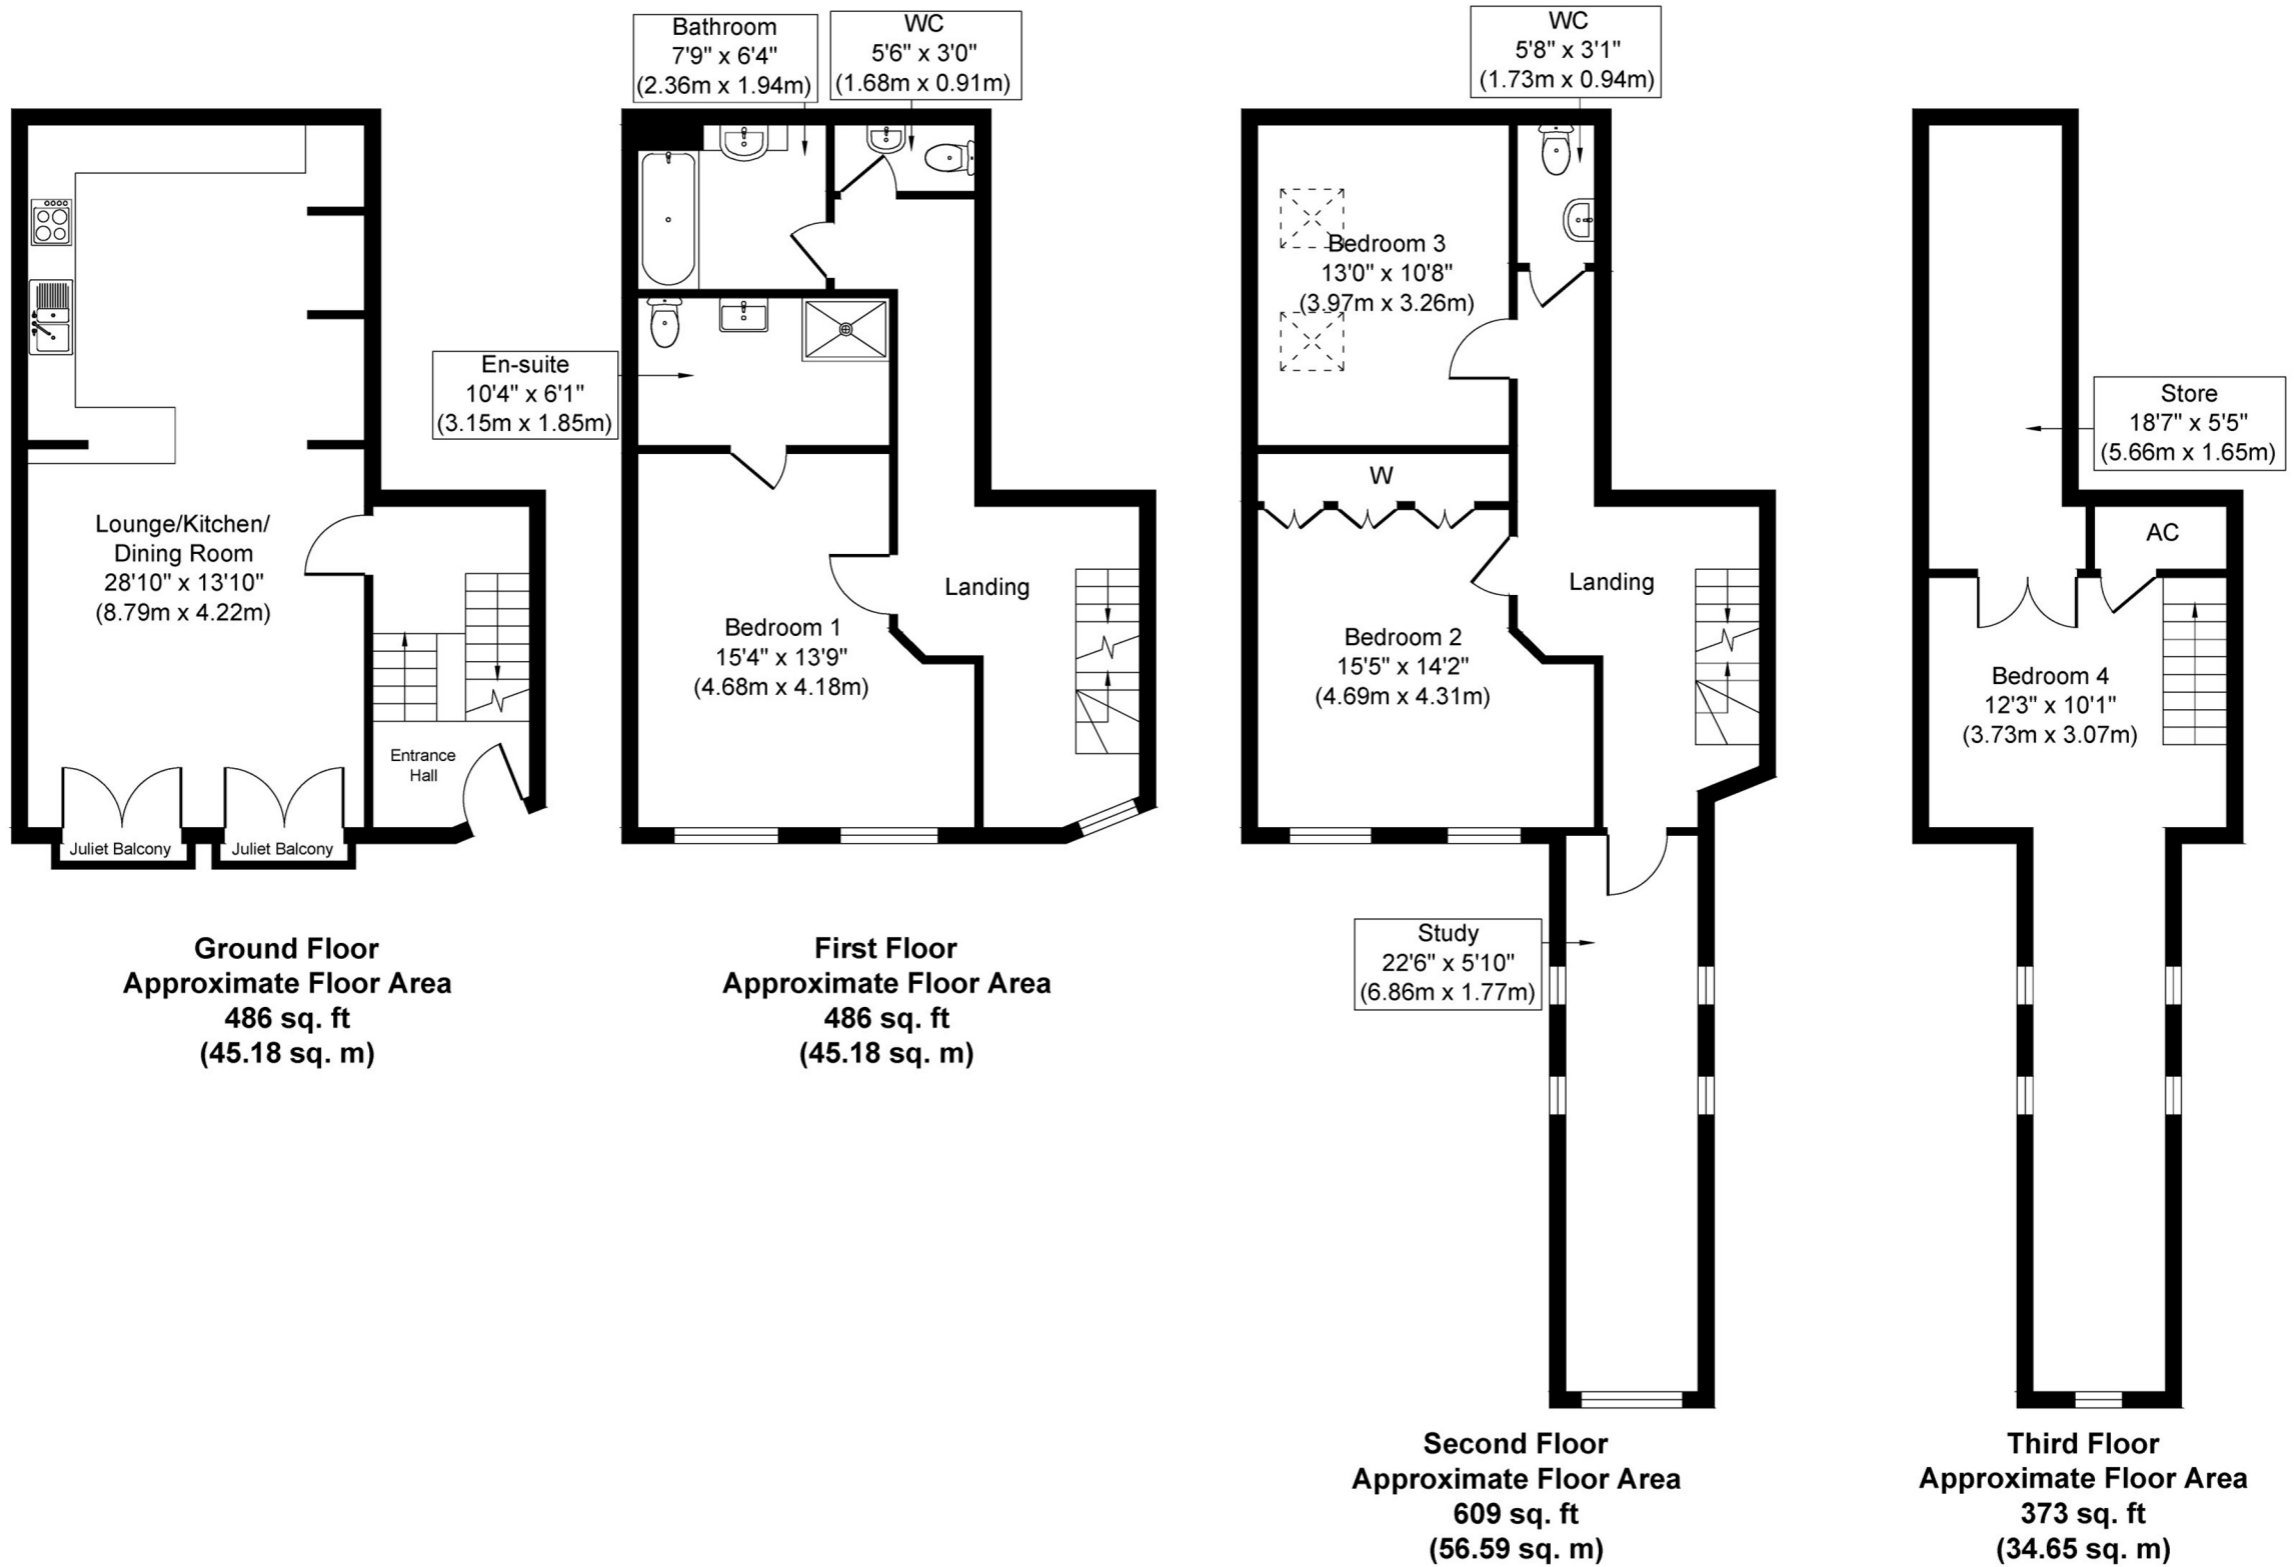 Bathroom
7'9" x 6'4"
(2.36m x 1.94m)
WC
5'6" x 3'0"
(1.68m x 0.91m)
WC
5'8" x 3'1"
(1.73m x 0.94m)
En-suite
10'4" x 6'1"
(3.15m x 1.85m)
Lounge/Kitchen/
Dining Room
28'10" x 13'10"
(8.79m x 4.22m)
Entrance
Hall
Juliet Balcony
Juliet Balcony
Ground Floor
Approximate Floor Area
486 sq. ft
(45.18 sq. m)
Landing
Bedroom 1
15'4" x 13'9"
(4.68m x 4.18m)
First Floor
Approximate Floor Area
486 sq. ft
(45.18 sq. m)
Bedroom 3
13'0" x 10'8"
(3.97m x 3.26m)
W
Landing
Bedroom 2
15'5" x 14'2"
(4.69m x 4.31m)
Study
22'6" x 5'10"
(6.86m x 1.77m)
Second Floor
Approximate Floor Area
609 sq. ft
(56.59 sq. m)
Store
18'7" x 5'5"
(5.66m x 1.65m)
AC
Bedroom 4
12'3" x 10'1"
(3.73m x 3.07m)
Third Floor
Approximate Floor Area
373 sq. ft
(34.65 sq. m)